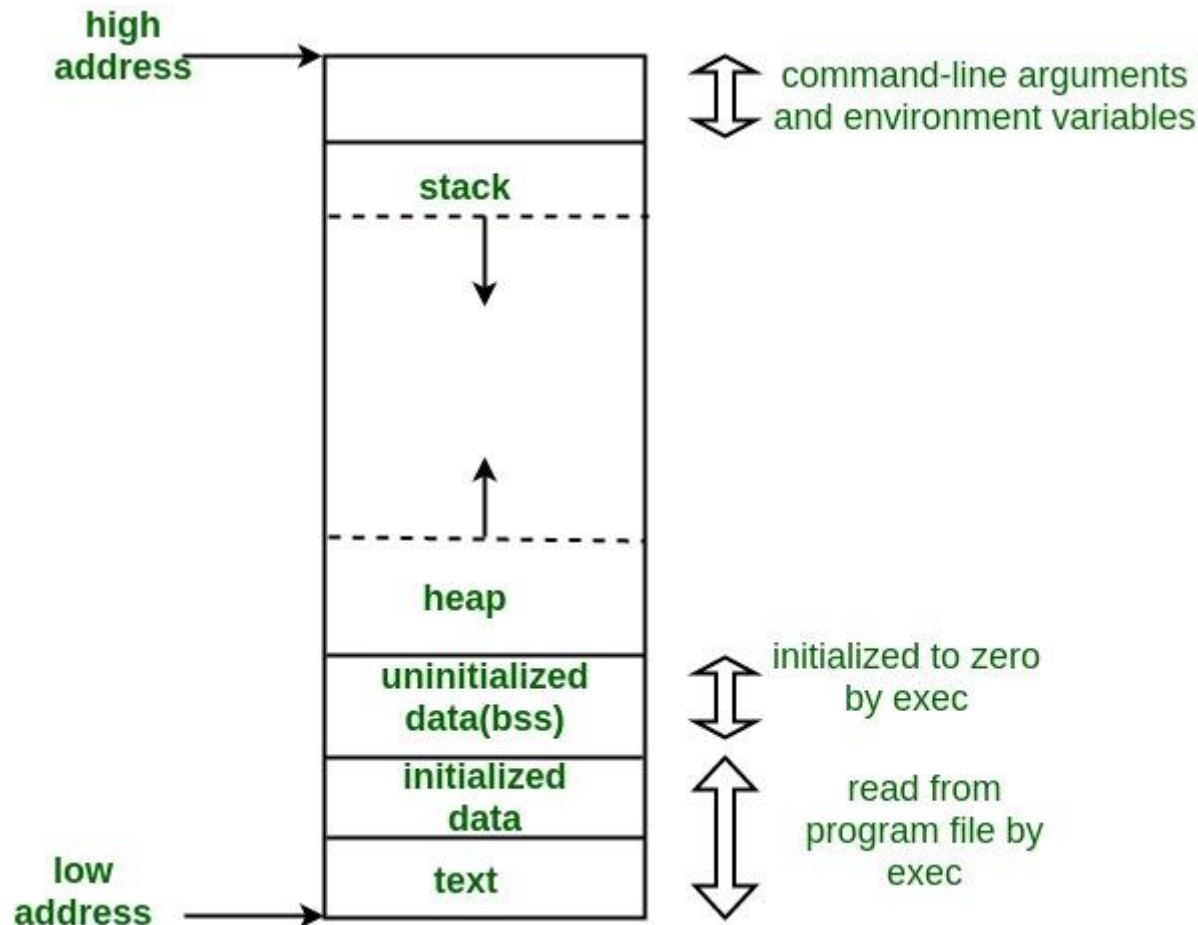 high
address
command-line arguments
and environment variables
stack
heap
uninitialized
data(bss)
initialized to zero
by exec
initialized
data
read from
program file by
exec
text
low
address